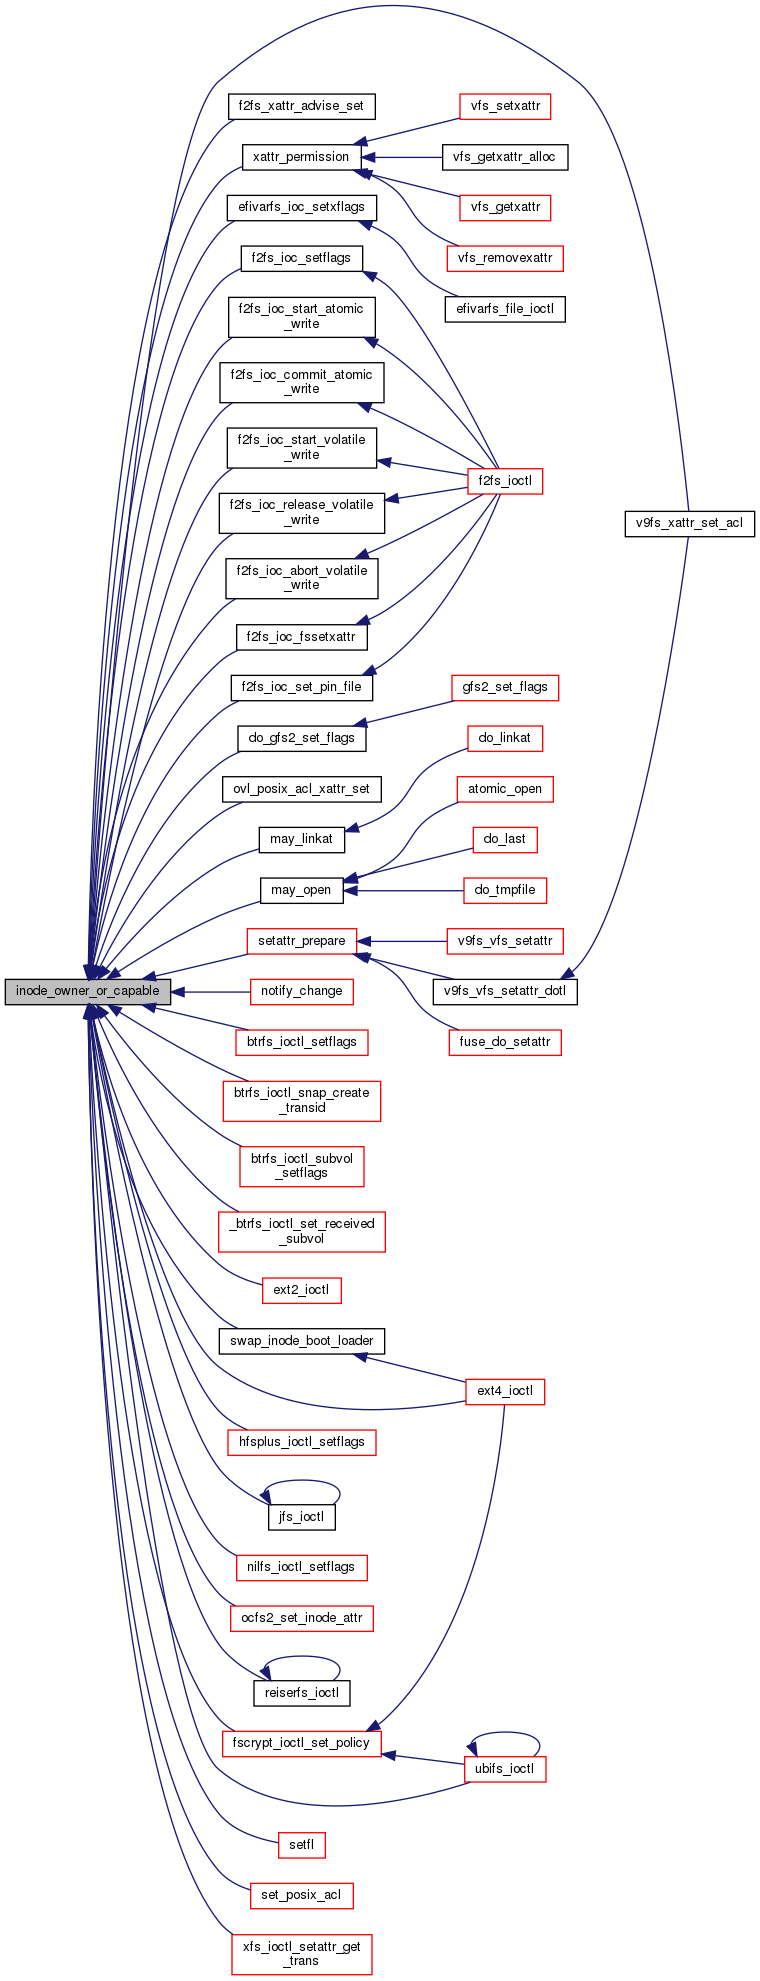 f2fs_xattr_advise_set
vfs_setxattr
xattr_permission
vfs_getxattr_alloc
efivarfs_ioc_setxflags
vfs_getxattr
f2fs_ioc_setflags
vfs_removexattr
f2fs_ioc_start_atomic
_write
efivarfs_file_ioctl
f2fs_ioc_commit_atomic
_write
f2fs_ioc_start_volatile
_write
f2fs_ioctl
f2fs_ioc_release_volatile
_write
v9fs_xattr_set_acl
f2fs_ioc_abort_volatile
_write
f2fs_ioc_fssetxattr
f2fs_ioc_set_pin_file
gfs2_set_flags
do_gfs2_set_flags
do_linkat
ovl_posix_acl_xattr_set
atomic_open
may_linkat
do_last
may_open
do_tmpfile
setattr_prepare
v9fs_vfs_setattr
inode_owner_or_capable
notify_change
v9fs_vfs_setattr_dotl
btrfs_ioctl_setflags
fuse_do_setattr
btrfs_ioctl_snap_create
_transid
btrfs_ioctl_subvol
_setflags
_btrfs_ioctl_set_received
_subvol
ext2_ioctl
swap_inode_boot_loader
ext4_ioctl
hfsplus_ioctl_setflags
jfs_ioctl
nilfs_ioctl_setflags
ocfs2_set_inode_attr
reiserfs_ioctl
fscrypt_ioctl_set_policy
ubifs_ioctl
setfl
set_posix_acl
xfs_ioctl_setattr_get
_trans